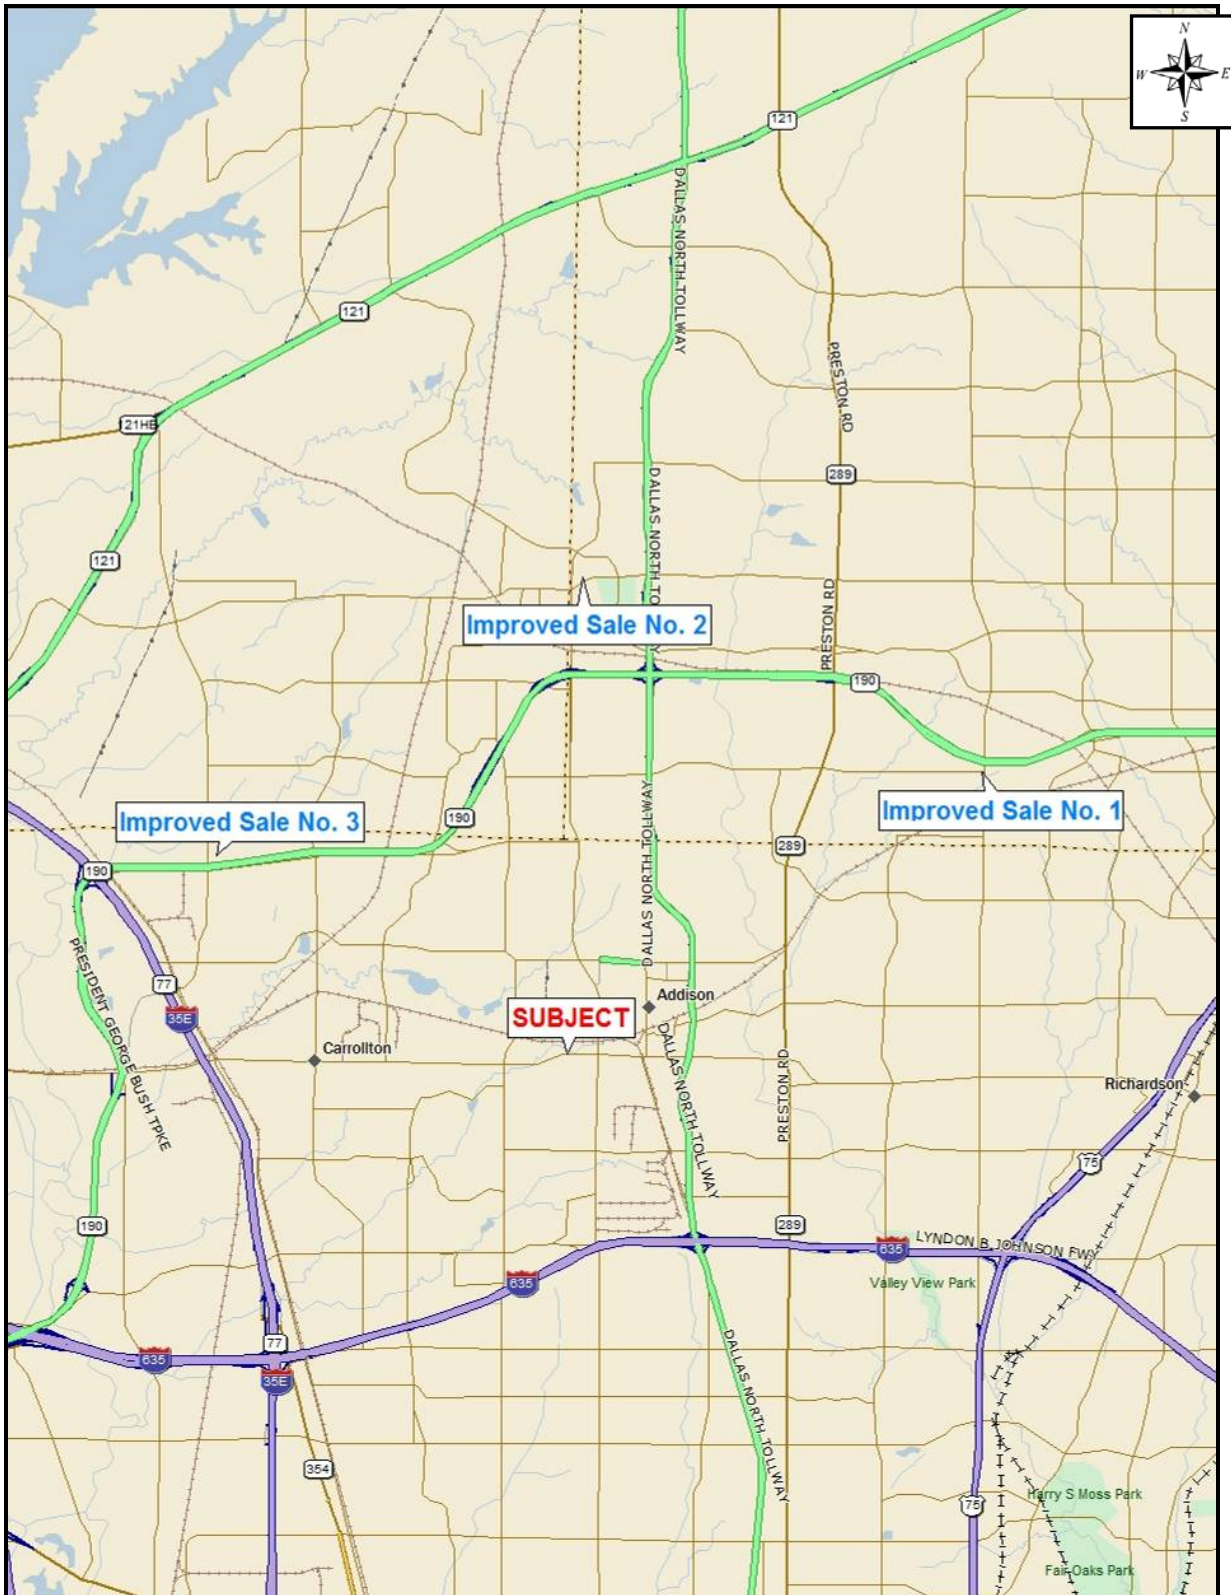 N
W E
S
121
DALLAS NORTH TOLLWAY
121
PRESTON RD
121HB
289
DALLAS NORTH TO
121
PRESTON RD
Improved Sale No. 2
190
Improved Sale No. 1
Improved Sale No. 3
190
DALLAS NORTH TOLLWAY
289
190
PRESIDENT GEORGE BUSH TPKE
77
35E
Addison
SUBJECT
Carrollton
DALLAS NORTH TOLLWAY
PRESTON RD
Richardson
75
190
289
LYNDON B JOHNSON FWY
635
Valley View Park
635
77
635
35E
DALLAS NORTH TOLLWAY
354
Harry S Moss Park
75
Fair Oaks Park